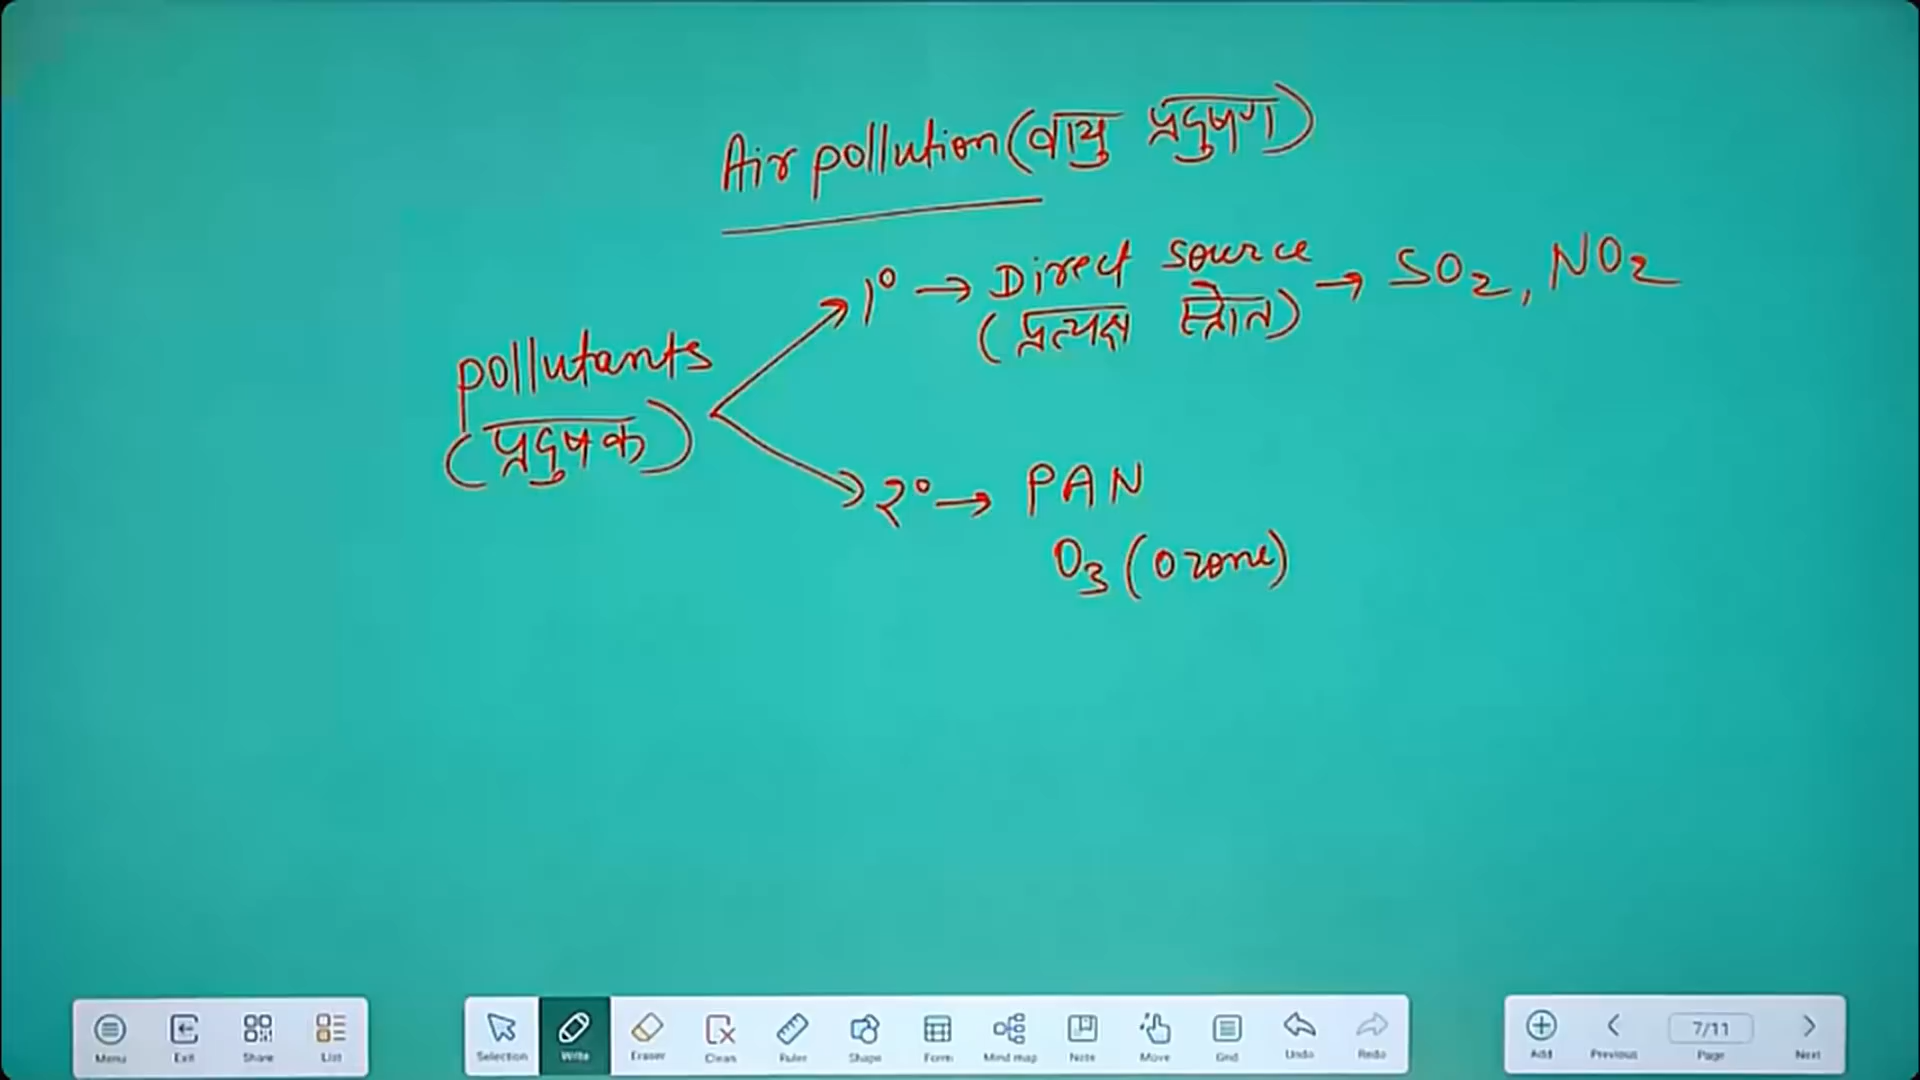 Air pollution (वायु प्रदुषण)
1° → Direct source → SO₂, NO₂
(प्रत्यक्ष स्त्रोत)
pollutants
(प्रदुषक)
2° → PAN
O₃ (ozone)
Menu Exit Share List Selection Write Eraser Clean Ruler Shape Form Mind map Note Move Grid Undo Redo Add Previous 7/11 Page Next